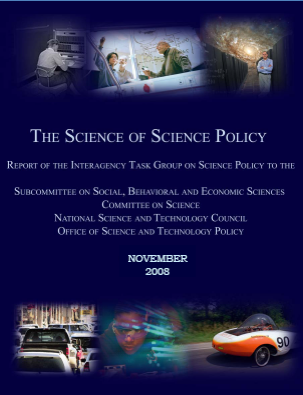 The Science of Science Policy
Report of the Interagency Task Group on Science Policy to the
Subcommittee on Social, Behavioral and Economic Sciences
Committee on Science
National Science and Technology Council
Office of Science and Technology Policy
NOVEMBER
2008
90